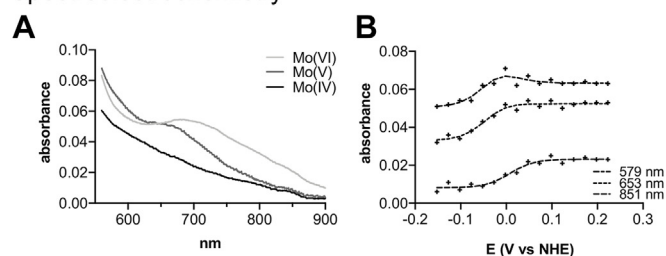 A
B
Mo(VI)
Mo(V)
Mo(IV)
absorbance
0.10
0.08
0.06
0.04
0.02
0.00
600
700
800
900
nm
absorbance
0.08
0.06
0.04
0.02
0.00
579 nm
653 nm
851 nm
-0.2
-0.1
0.0
0.1
0.2
0.3
E (V vs NHE)